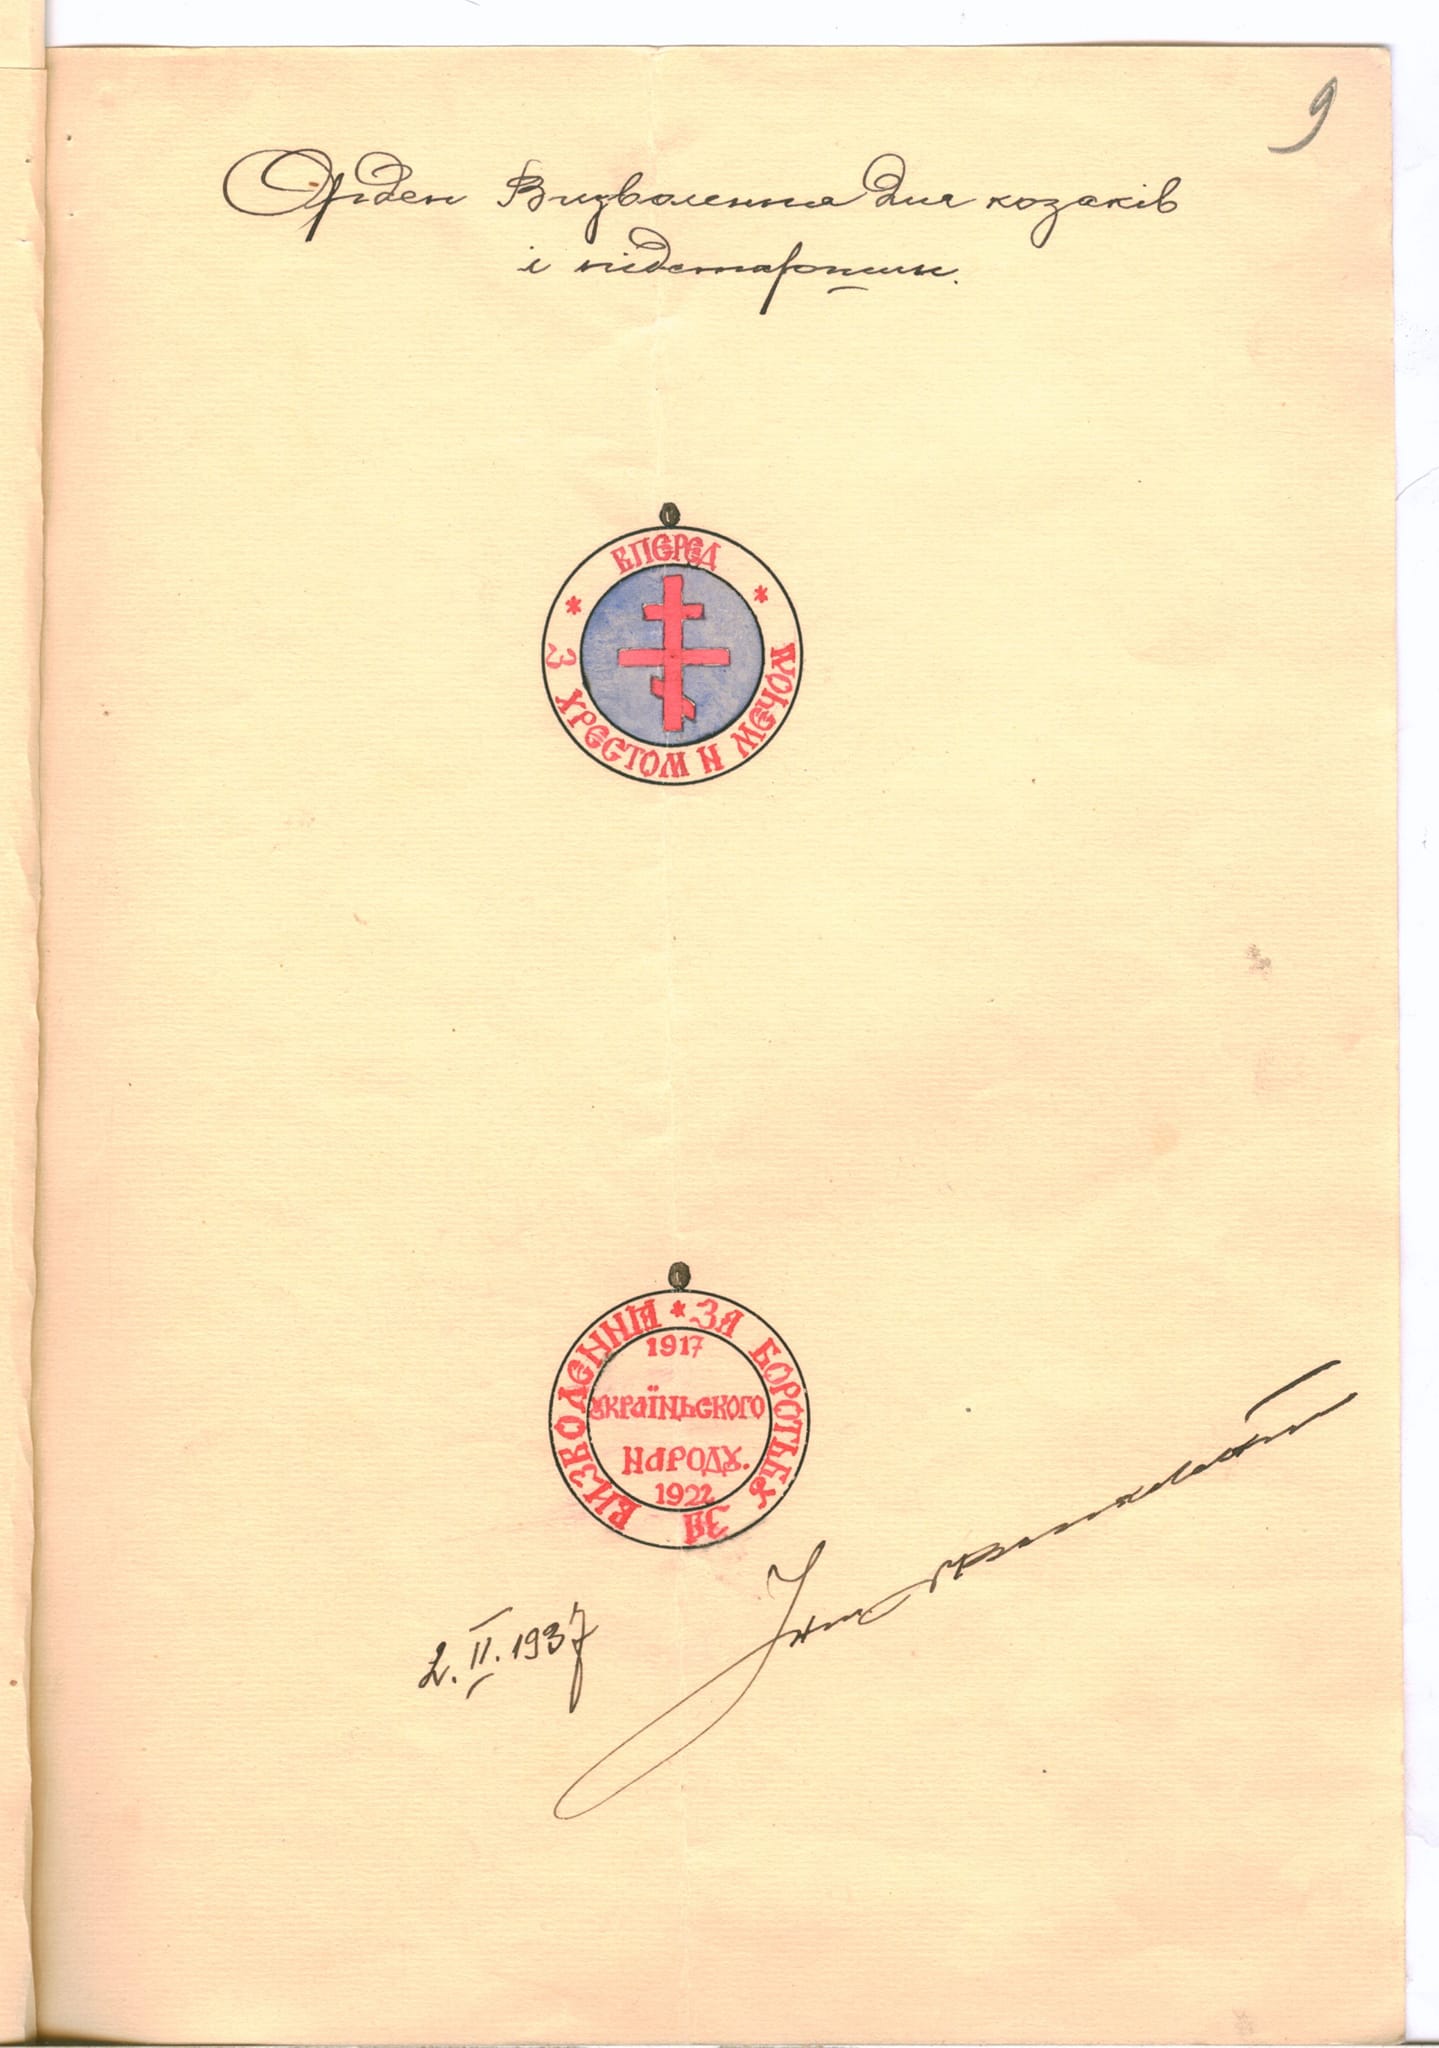 9
Орден Визволення для козаків
і підстаршин.
ВПЕРЕД
* З ХРЕСТОМ И МЕЧОМ *
* ЗА БОРОТЬБУ ЗА ВИЗВОЛЕННІЯ
1917
УКРАЇНЬСКОГО
НАРОДУ.
1922
2. II. 1937